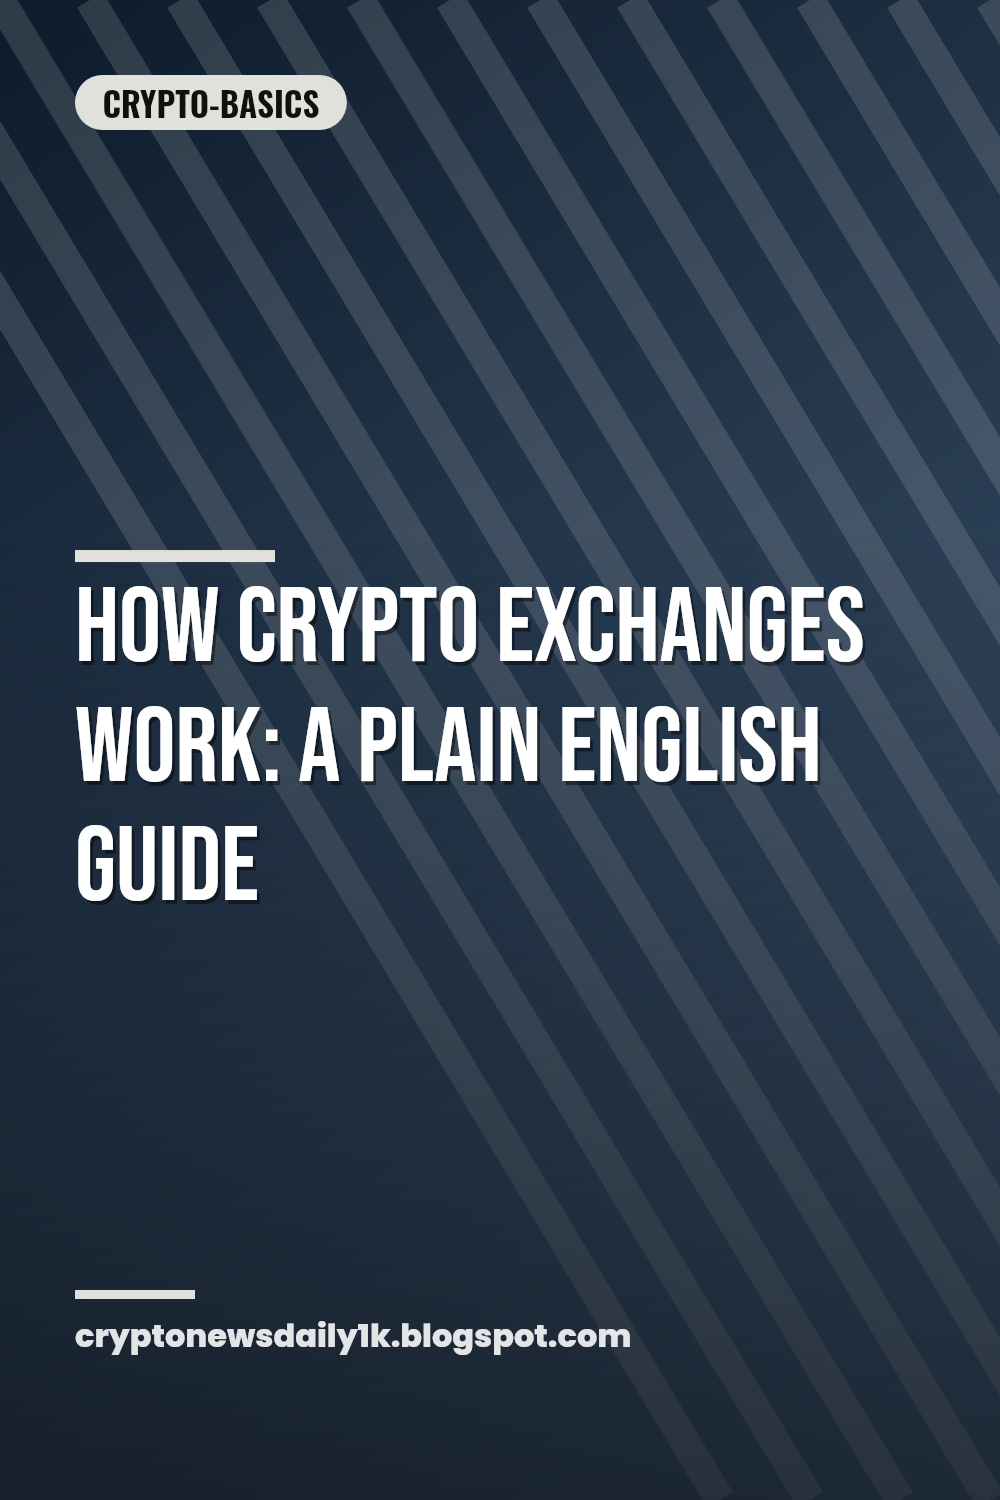 CRYPTO-BASICS
HOW CRYPTO EXCHANGES
WORK: A PLAIN ENGLISH
GUIDE
cryptonewsdaily1k.blogspot.com